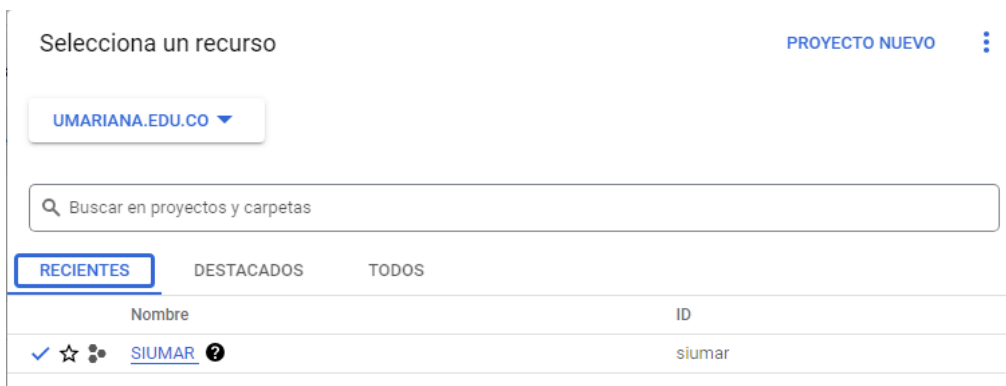 Selecciona un recurso PROYECTO NUEVO
UMARIANA.EDU.CO
Buscar en proyectos y carpetas
RECIENTES DESTACADOS TODOS
Nombre ID
SIUMAR siumar